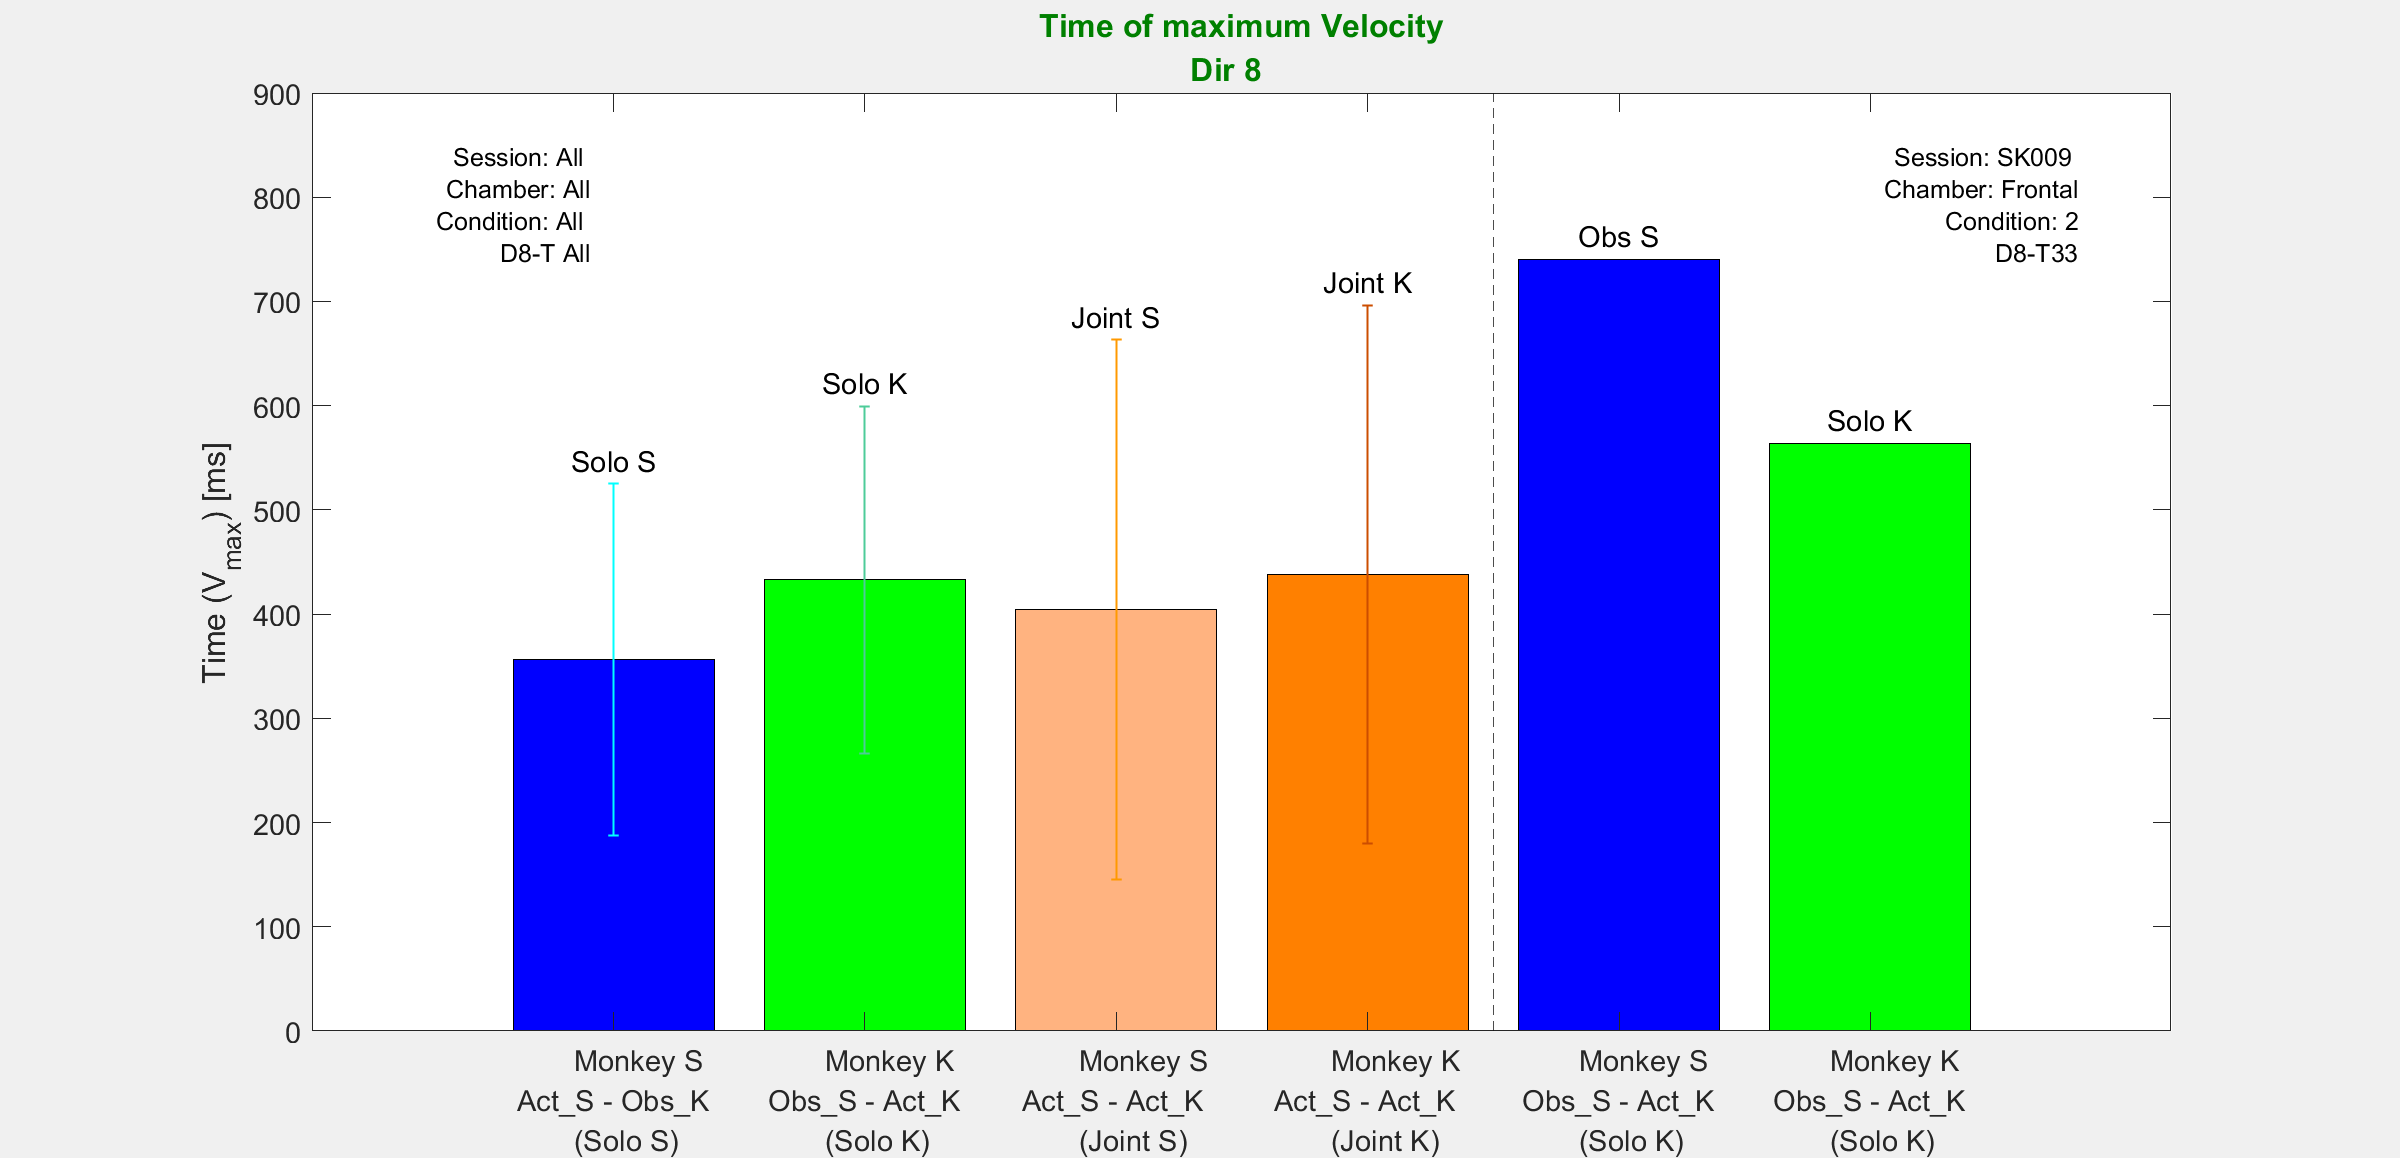 Time of maximum Velocity
Dir 8
Session: All
Chamber: All
Condition: All
D8-T All
Session: SK009
Chamber: Frontal
Condition: 2
D8-T33
Time (Vmax) [ms]
900
800
700
600
500
400
300
200
100
0
Solo S
Solo K
Joint S
Joint K
Obs S
Solo K
Monkey S
Act_S - Obs_K
(Solo S)
Monkey K
Obs_S - Act_K
(Solo K)
Monkey S
Act_S - Act_K
(Joint S)
Monkey K
Act_S - Act_K
(Joint K)
Monkey S
Obs_S - Act_K
(Solo K)
Monkey K
Obs_S - Act_K
(Solo K)